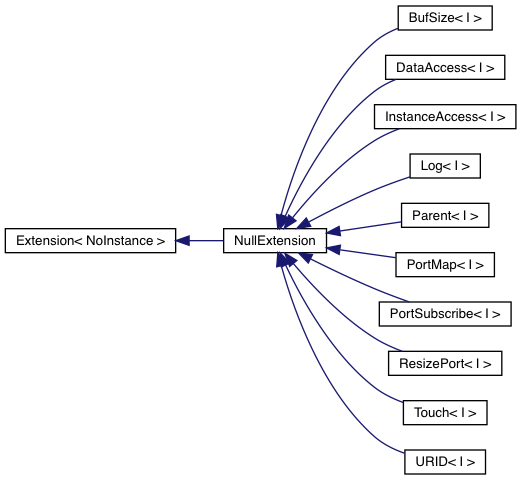 BufSize< I >
DataAccess< I >
InstanceAccess< I >
Log< I >
Parent< I >
Extension< NoInstance >
NullExtension
PortMap< I >
PortSubscribe< I >
ResizePort< I >
Touch< I >
URID< I >